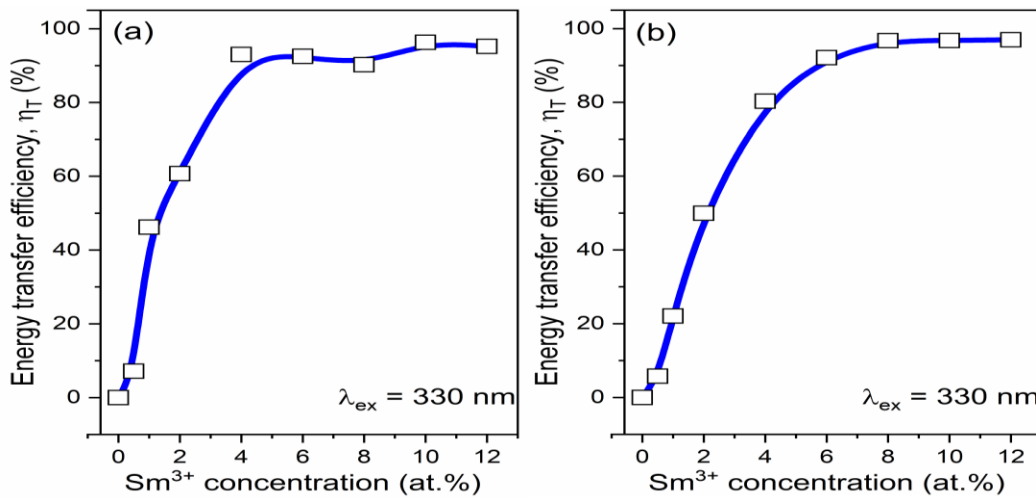 (a)
Energy transfer efficiency, ηT (%)
100
80
60
40
20
0
λex = 330 nm
0 2 4 6 8 10 12
Sm³⁺ concentration (at.%)
(b)
Energy transfer efficiency, ηT (%)
100
80
60
40
20
0
λex = 330 nm
0 2 4 6 8 10 12
Sm³⁺ concentration (at.%)